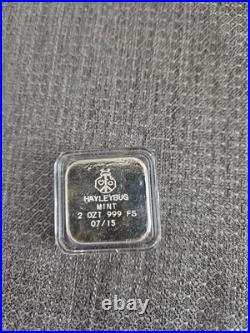 HAYLEYBUG
MINT
2 OZT 999 FS
07/15